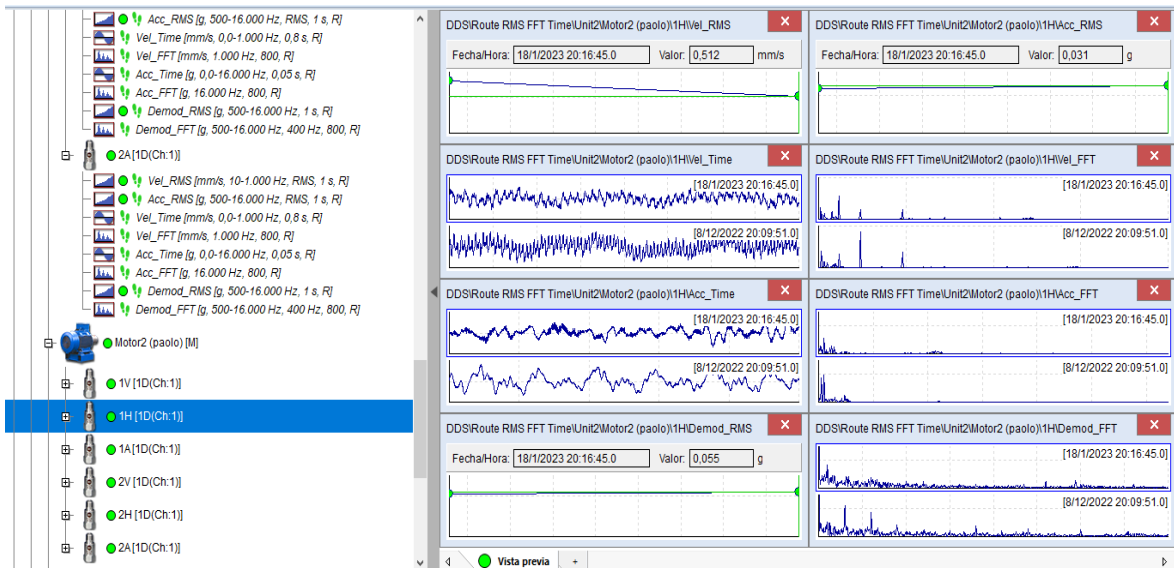 Acc_RMS [g, 500-16.000 Hz, RMS, 1 s, R]
Vel_Time [mm/s, 0,0-1.000 Hz, 0,8 s, R]
Vel_FFT [mm/s, 1.000 Hz, 800, R]
Acc_Time [g, 0,0-16.000 Hz, 0,05 s, R]
Acc_FFT [g, 16.000 Hz, 800, R]
Demod_RMS [g, 500-16.000 Hz, 1 s, R]
Demod_FFT [g, 500-16.000 Hz, 400 Hz, 800, R]
2A [1D(Ch:1)]
Vel_RMS [mm/s, 10-1.000 Hz, RMS, 1 s, R]
Acc_RMS [g, 500-16.000 Hz, RMS, 1 s, R]
Vel_Time [mm/s, 0,0-1.000 Hz, 0,8 s, R]
Vel_FFT [mm/s, 1.000 Hz, 800, R]
Acc_Time [g, 0,0-16.000 Hz, 0,05 s, R]
Acc_FFT [g, 16.000 Hz, 800, R]
Demod_RMS [g, 500-16.000 Hz, 1 s, R]
Demod_FFT [g, 500-16.000 Hz, 400 Hz, 800, R]
Motor2 (paolo) [M]
1V [1D(Ch:1)]
1H [1D(Ch:1)]
1A [1D(Ch:1)]
2V [1D(Ch:1)]
2H [1D(Ch:1)]
2A [1D(Ch:1)]
DDS\Route RMS FFT Time\Unit2\Motor2 (paolo)\1H\Vel_RMS
Fecha/Hora: 18/1/2023 20:16:45.0 Valor: 0,512 mm/s
DDS\Route RMS FFT Time\Unit2\Motor2 (paolo)\1H\Acc_RMS
Fecha/Hora: 18/1/2023 20:16:45.0 Valor: 0,031 g
DDS\Route RMS FFT Time\Unit2\Motor2 (paolo)\1H\Vel_Time
[18/1/2023 20:16:45.0]
[8/12/2022 20:09:51.0]
DDS\Route RMS FFT Time\Unit2\Motor2 (paolo)\1H\Vel_FFT
[18/1/2023 20:16:45.0]
[8/12/2022 20:09:51.0]
DDS\Route RMS FFT Time\Unit2\Motor2 (paolo)\1H\Acc_Time
[18/1/2023 20:16:45.0]
[8/12/2022 20:09:51.0]
DDS\Route RMS FFT Time\Unit2\Motor2 (paolo)\1H\Acc_FFT
[18/1/2023 20:16:45.0]
[8/12/2022 20:09:51.0]
DDS\Route RMS FFT Time\Unit2\Motor2 (paolo)\1H\Demod_RMS
Fecha/Hora: 18/1/2023 20:16:45.0 Valor: 0,055 g
DDS\Route RMS FFT Time\Unit2\Motor2 (paolo)\1H\Demod_FFT
[18/1/2023 20:16:45.0]
[8/12/2022 20:09:51.0]
Vista previa +